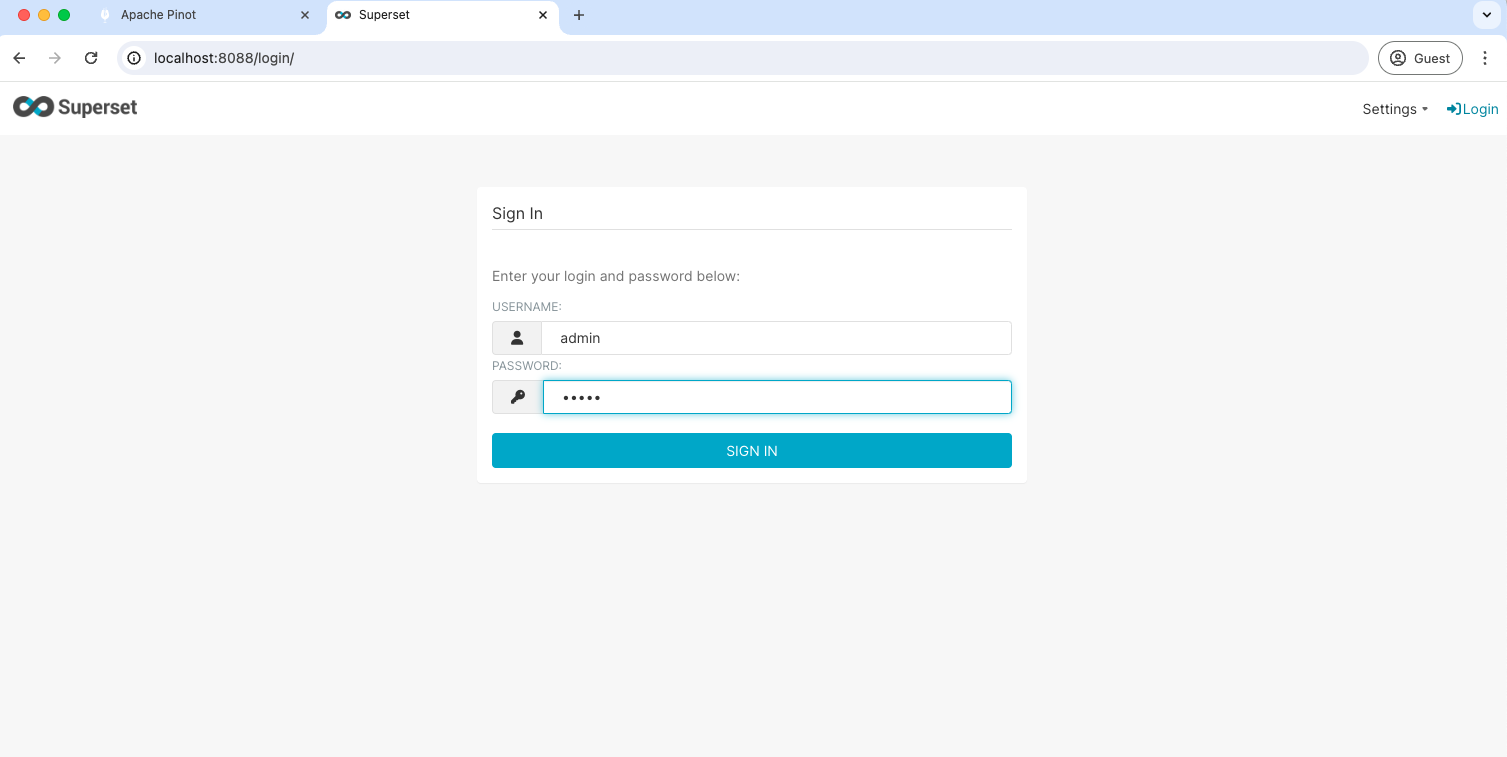 Apache Pinot
Superset
localhost:8088/login/
Guest
Superset
Settings
Login
Sign In
Enter your login and password below:
USERNAME:
admin
PASSWORD:
•••••
SIGN IN